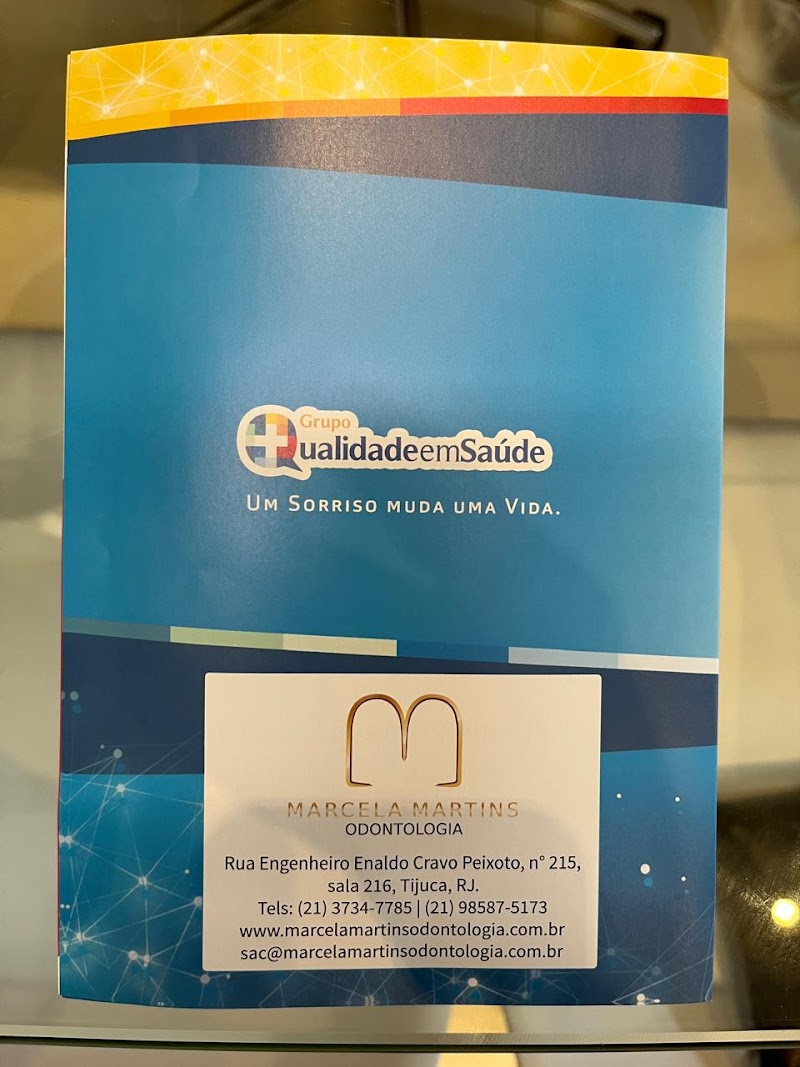 Grupo
QualidadeemSaúde
Um Sorriso muda uma Vida.
MARCELA MARTINS
ODONTOLOGIA
Rua Engenheiro Enaldo Cravo Peixoto, n° 215,
sala 216, Tijuca, RJ.
Tels: (21) 3734-7785 | (21) 98587-5173
www.marcelamartinsodontologia.com.br
sac@marcelamartinsodontologia.com.br